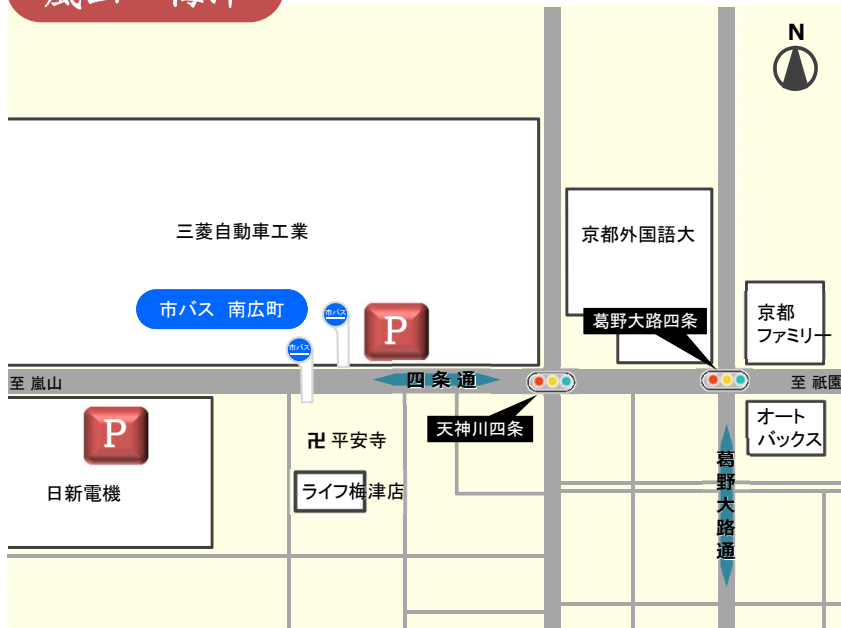 N
三菱自動車工業
京都外国語大
市バス 南広町
市バス
P
葛野大路四条
京都
ファミリー
市バス
至 嵐山
四条通
至 祇園
P
天神川四条
オート
バックス
卍 平安寺
日新電機
ライフ梅津店
葛野大路通